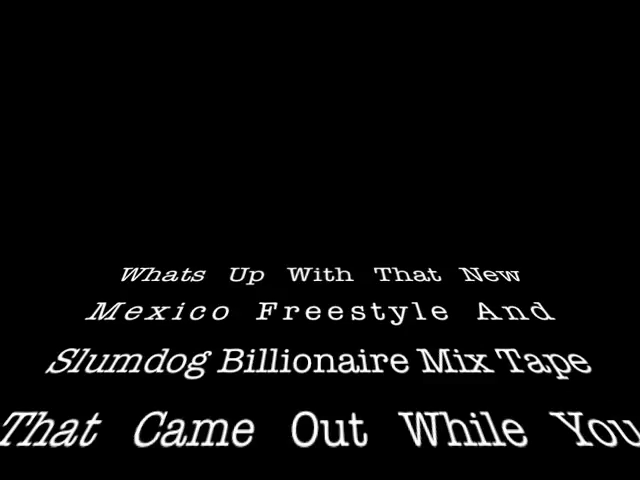 Whats Up With That New
Mexico Freestyle And
Slumdog Billionaire Mix Tape
That Came Out While You